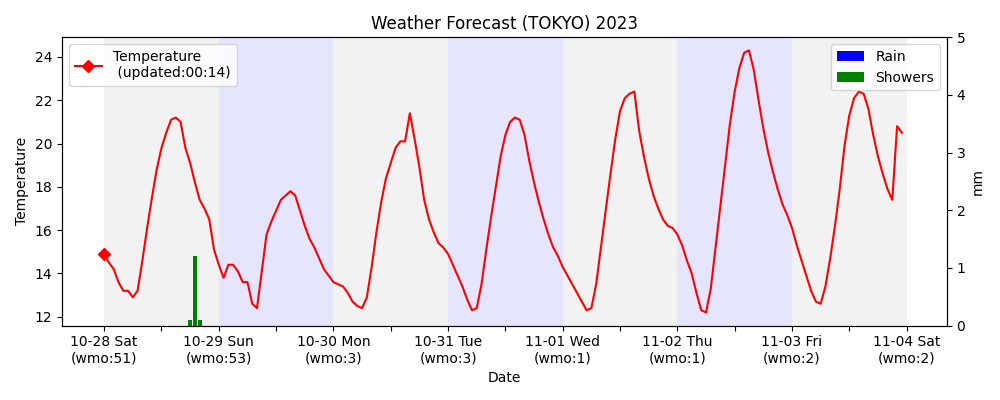 Weather Forecast (TOKYO) 2023
Temperature
(updated:00:14)
Rain
Showers
Temperature
24
22
20
18
16
14
12
5
4
3
2
1
0
mm
10-28 Sat
(wmo:51)
10-29 Sun
(wmo:53)
10-30 Mon
(wmo:3)
10-31 Tue
(wmo:3)
11-01 Wed
(wmo:1)
11-02 Thu
(wmo:1)
11-03 Fri
(wmo:2)
11-04 Sat
(wmo:2)
Date